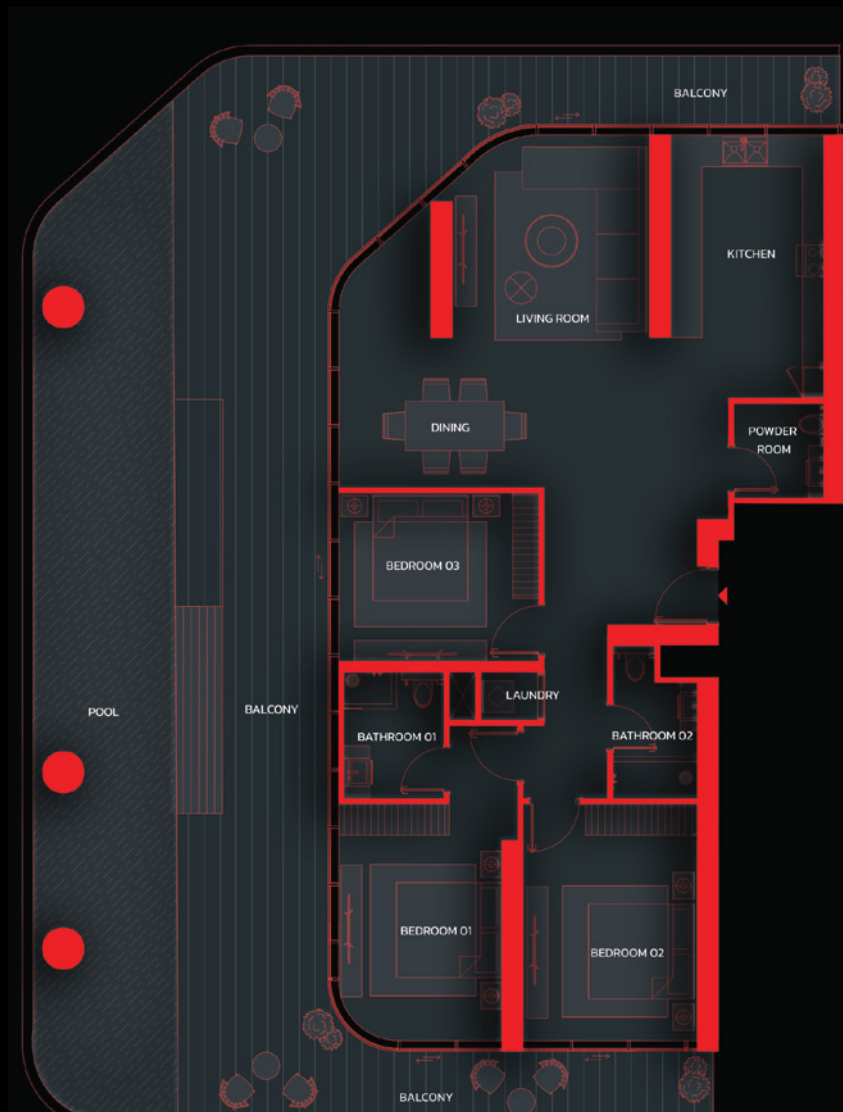 BALCONY
KITCHEN
LIVING ROOM
DINING
POWDER
ROOM
BEDROOM 03
LAUNDRY
POOL
BALCONY
BATHROOM 01
BATHROOM 02
BEDROOM 01
BEDROOM 02
BALCONY